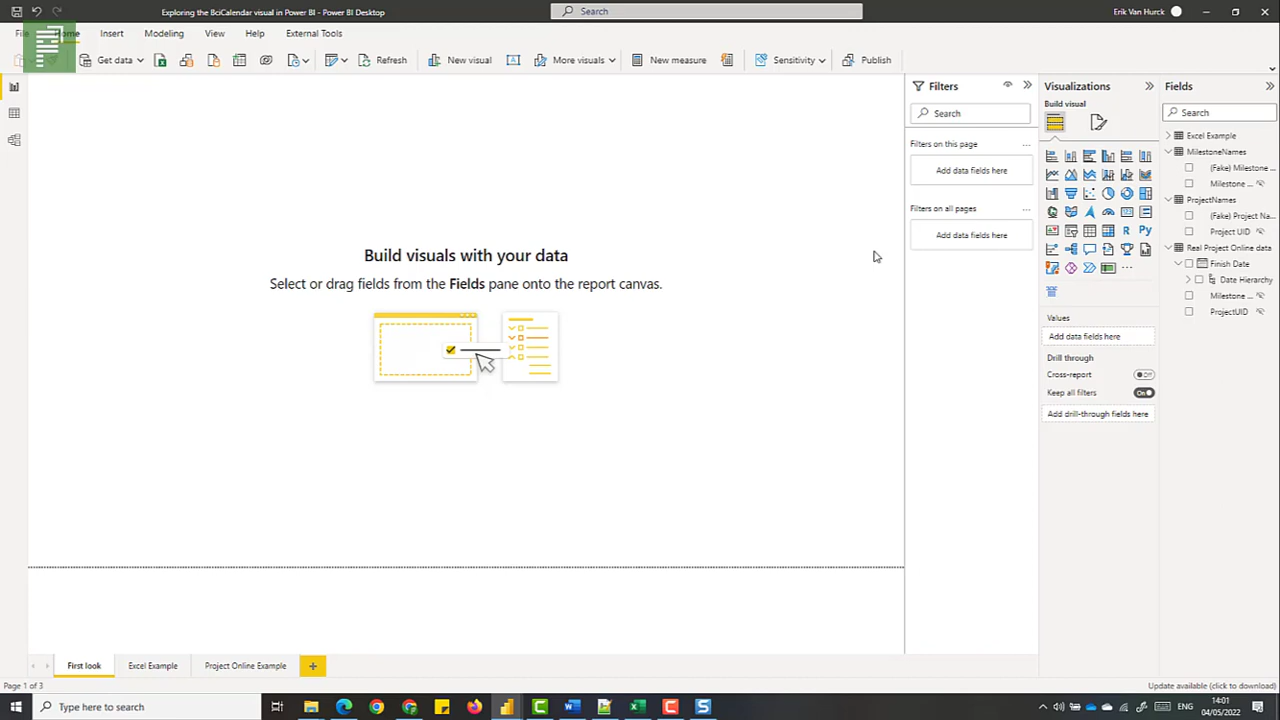 Exploring the BciCalendar visual in Power BI - Power BI Desktop
Search
Erik Van Hurck
Home
Insert
Modeling
View
Help
External Tools
Get data
Refresh
New visual
More visuals
New measure
Sensitivity
Publish
Filters
Search
Filters on this page
...
Add data fields here
Filters on all pages
...
Add data fields here
Visualizations
Build visual
R
Py
...
Values
Add data fields here
Drill through
Cross-report
Off
Keep all filters
On
Add drill-through fields here
Fields
Search
Excel Example
MilestoneNames
(Fake) Milestone ...
Milestone ...
ProjectNames
(Fake) Project Na...
Project UID
Real Project Online data
Finish Date
Date Hierarchy
Milestone ...
ProjectUID
Build visuals with your data
Select or drag fields from the Fields pane onto the report canvas.
First look
Excel Example
Project Online Example
+
Page 1 of 3
Update available (click to download)
Type here to search
ENG
14:01
04/05/2022